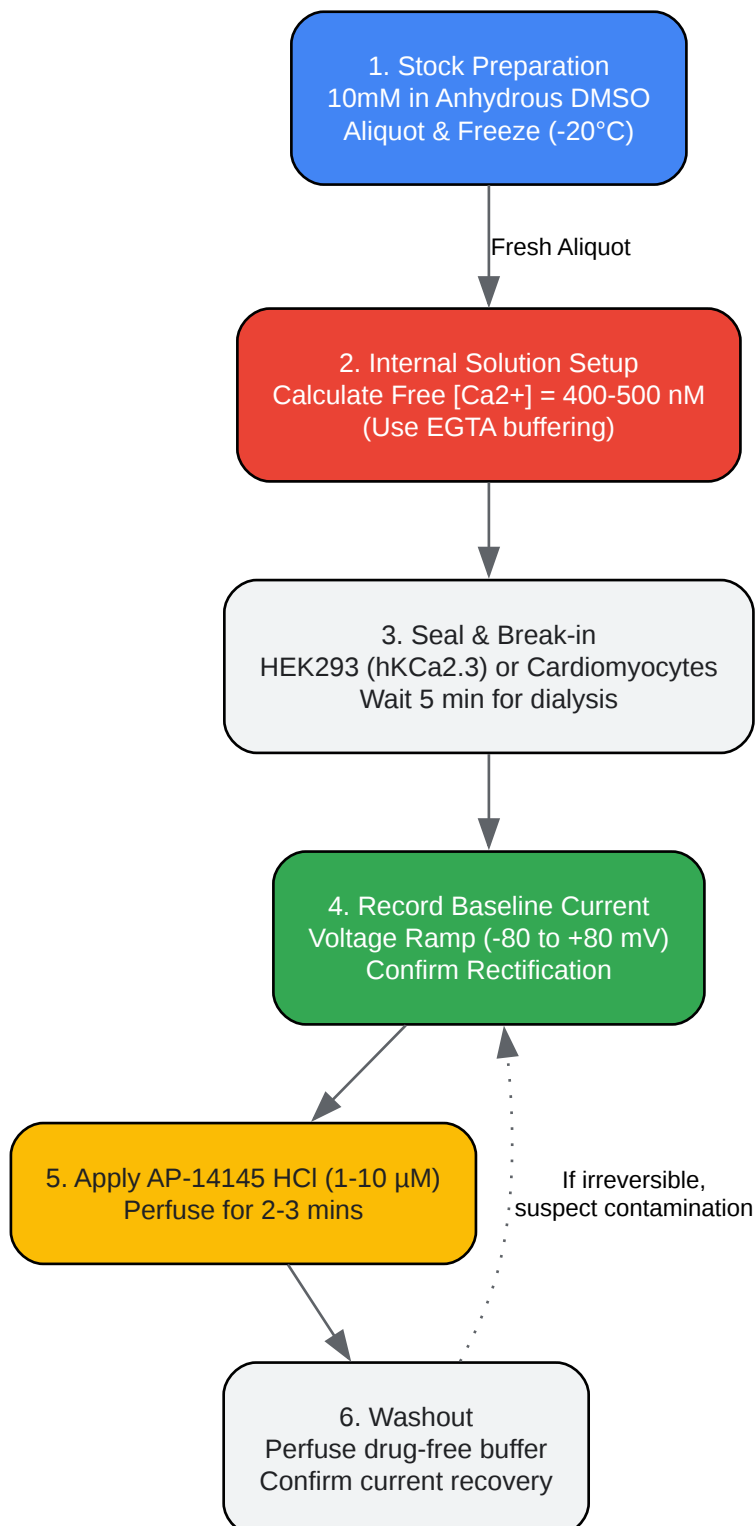 1. Stock Preparation
10mM in Anhydrous DMSO
Aliquot & Freeze (-20°C)
Fresh Aliquot
2. Internal Solution Setup
Calculate Free [Ca2+] = 400-500 nM
(Use EGTA buffering)
3. Seal & Break-in
HEK293 (hKCa2.3) or Cardiomyocytes
Wait 5 min for dialysis
4. Record Baseline Current
Voltage Ramp (-80 to +80 mV)
Confirm Rectification
5. Apply AP-14145 HCl (1-10 µM)
Perfuse for 2-3 mins
If irreversible,
suspect contamination
6. Washout
Perfuse drug-free buffer
Confirm current recovery